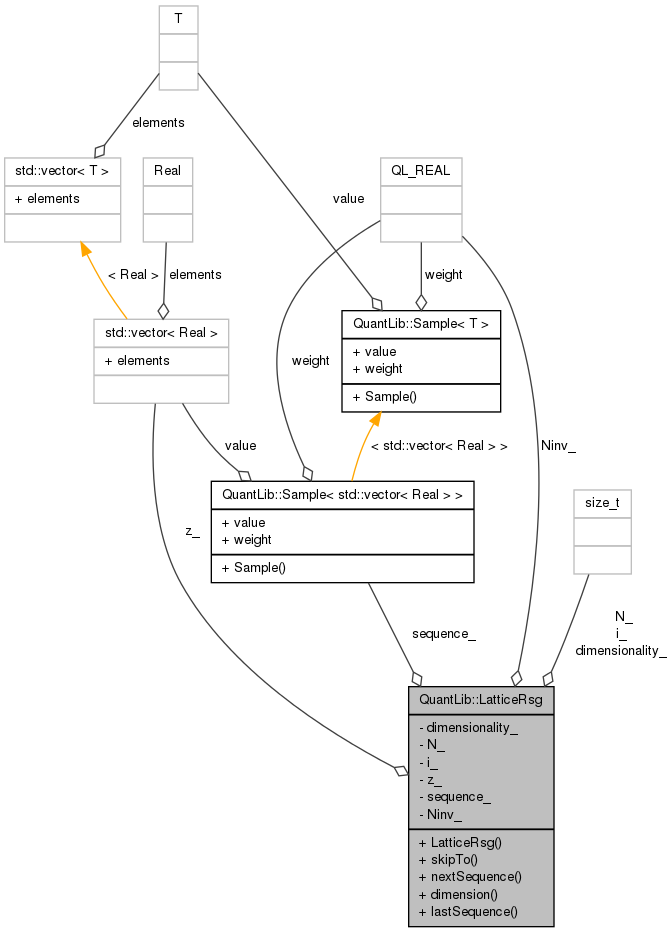 T
elements
std::vector< T >
+ elements
Real
QL_REAL
value
< Real >
elements
weight
std::vector< Real >
+ elements
QuantLib::Sample< T >
+ value
+ weight
+ Sample()
weight
value
< std::vector< Real > >
Ninv_
QuantLib::Sample< std::vector< Real > >
+ value
+ weight
+ Sample()
size_t
z_
sequence_
N_
i_
dimensionality_
QuantLib::LatticeRsg
- dimensionality_
- N_
- i_
- z_
- sequence_
- Ninv_
+ LatticeRsg()
+ skipTo()
+ nextSequence()
+ dimension()
+ lastSequence()